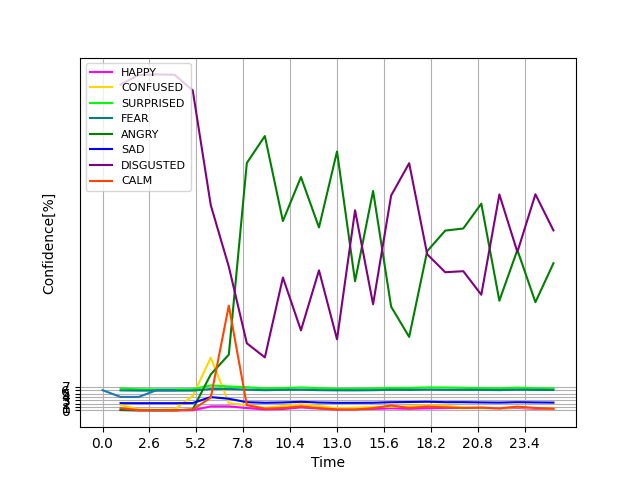 HAPPY
CONFUSED
SURPRISED
FEAR
ANGRY
SAD
DISGUSTED
CALM
Confidence[%]
0.0 2.6 5.2 7.8 10.4 13.0 15.6 18.2 20.8 23.4
Time